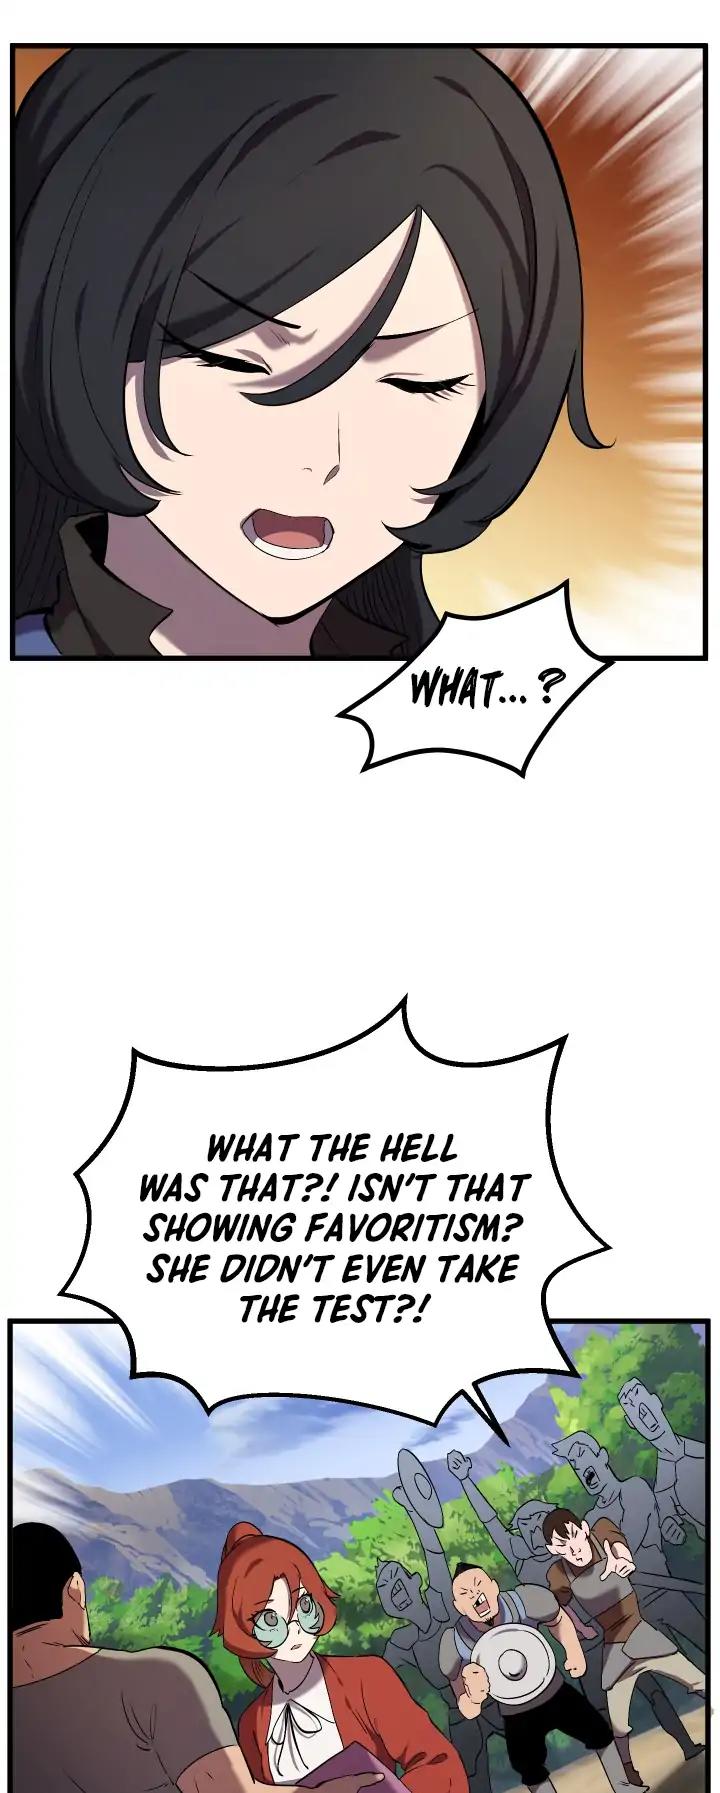 WHAT...?
WHAT THE HELL
WAS THAT?! ISN'T THAT
SHOWING FAVORITISM?
SHE DIDN'T EVEN TAKE
THE TEST?!